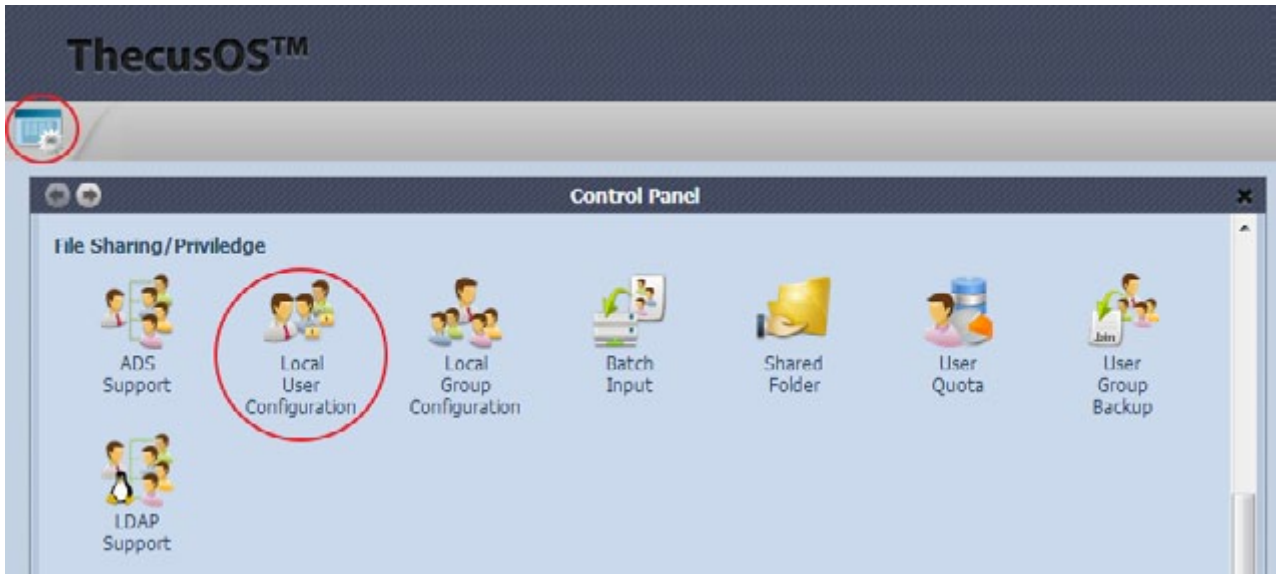 ThecusOS™
Control Panel
File Sharing/Priviledge
ADS
Support
Local
User
Configuration
Local
Group
Configuration
Batch
Input
Shared
Folder
User
Quota
Join
User
Group
Backup
LDAP
Support